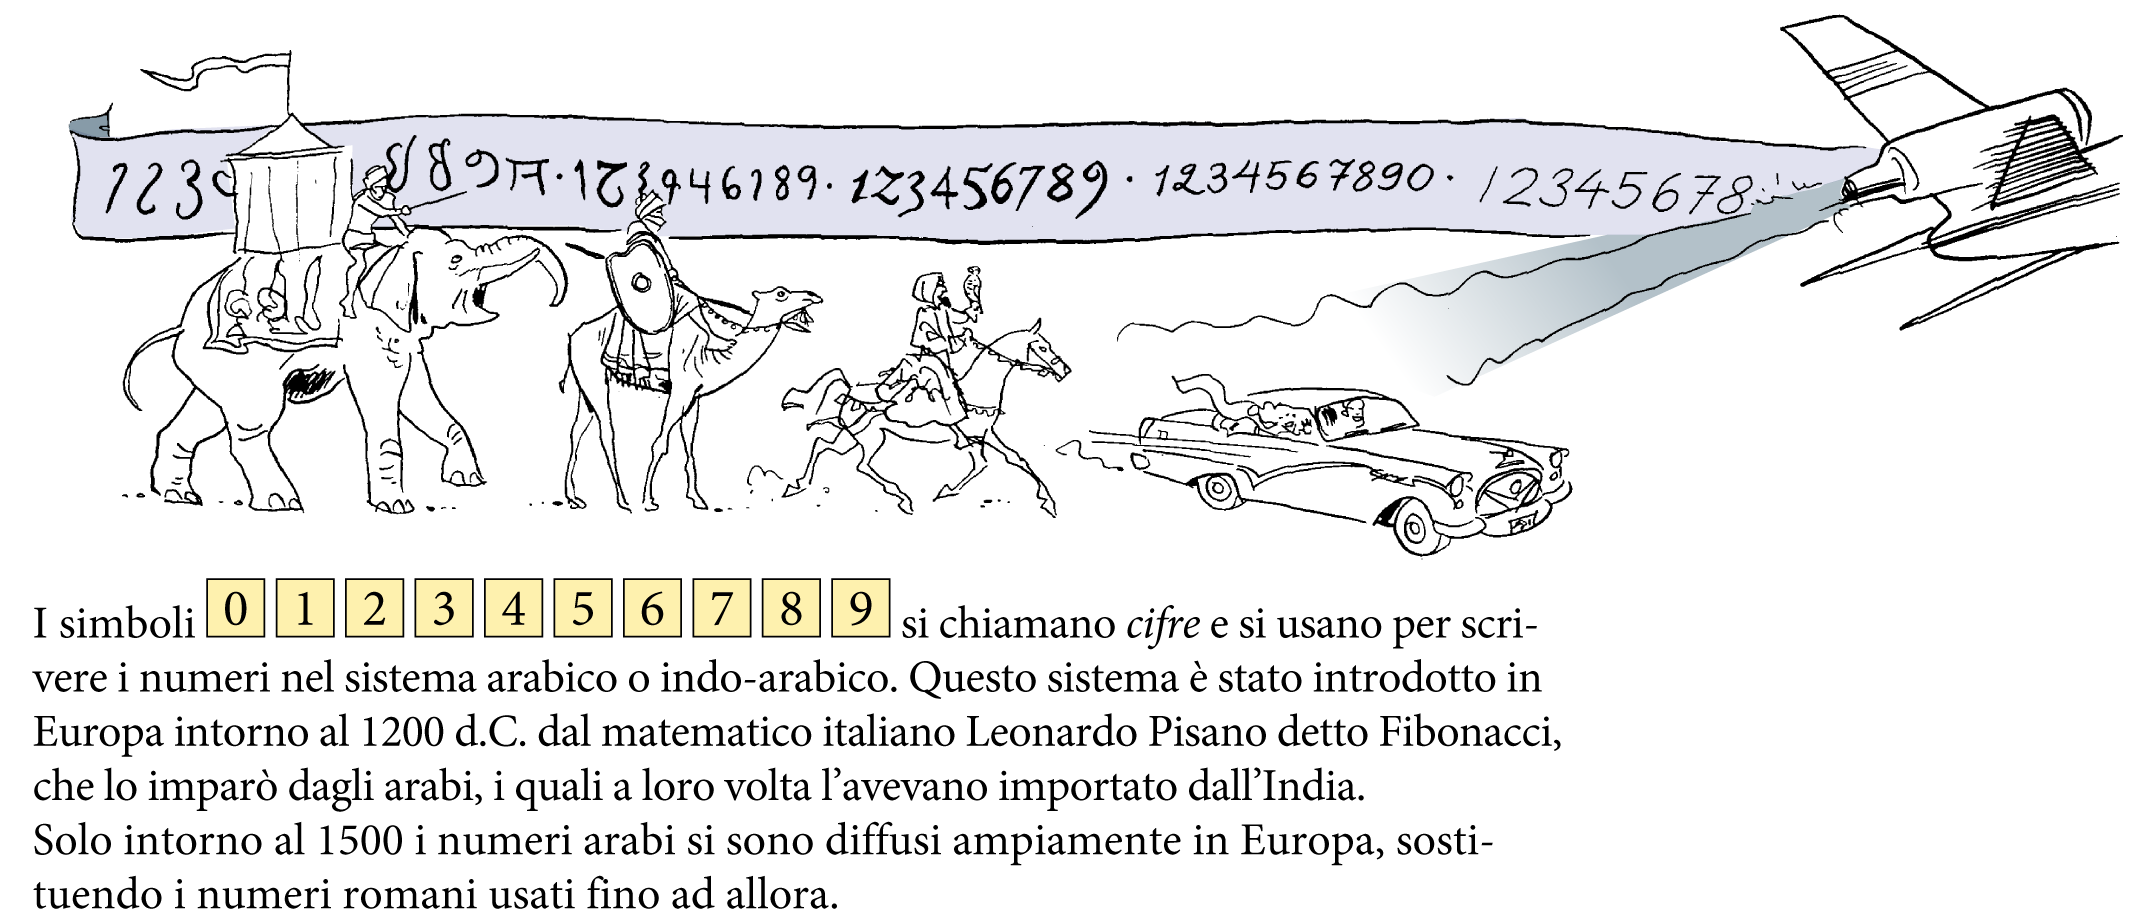 123456789 · 1234567890 · 12345678
I simboli 0 1 2 3 4 5 6 7 8 9 si chiamano cifre e si usano per scri-
vere i numeri nel sistema arabico o indo-arabico. Questo sistema è stato introdotto in
Europa intorno al 1200 d.C. dal matematico italiano Leonardo Pisano detto Fibonacci,
che lo imparò dagli arabi, i quali a loro volta l’avevano importato dall’India.
Solo intorno al 1500 i numeri arabi si sono diffusi ampiamente in Europa, sosti-
tuendo i numeri romani usati fino ad allora.